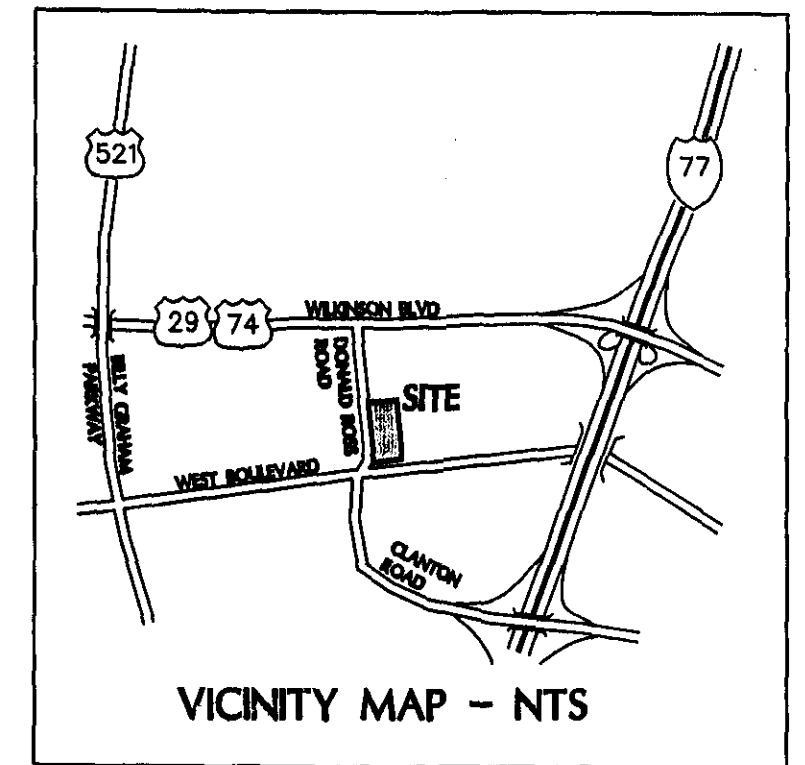 521
77
29
74
WILKINSON BLVD
DONALD ROSS
ROAD
SITE
BILLY GRAHAM
PARKWAY
WEST BOULEVARD
CLANTON
ROAD
VICINITY MAP - NTS